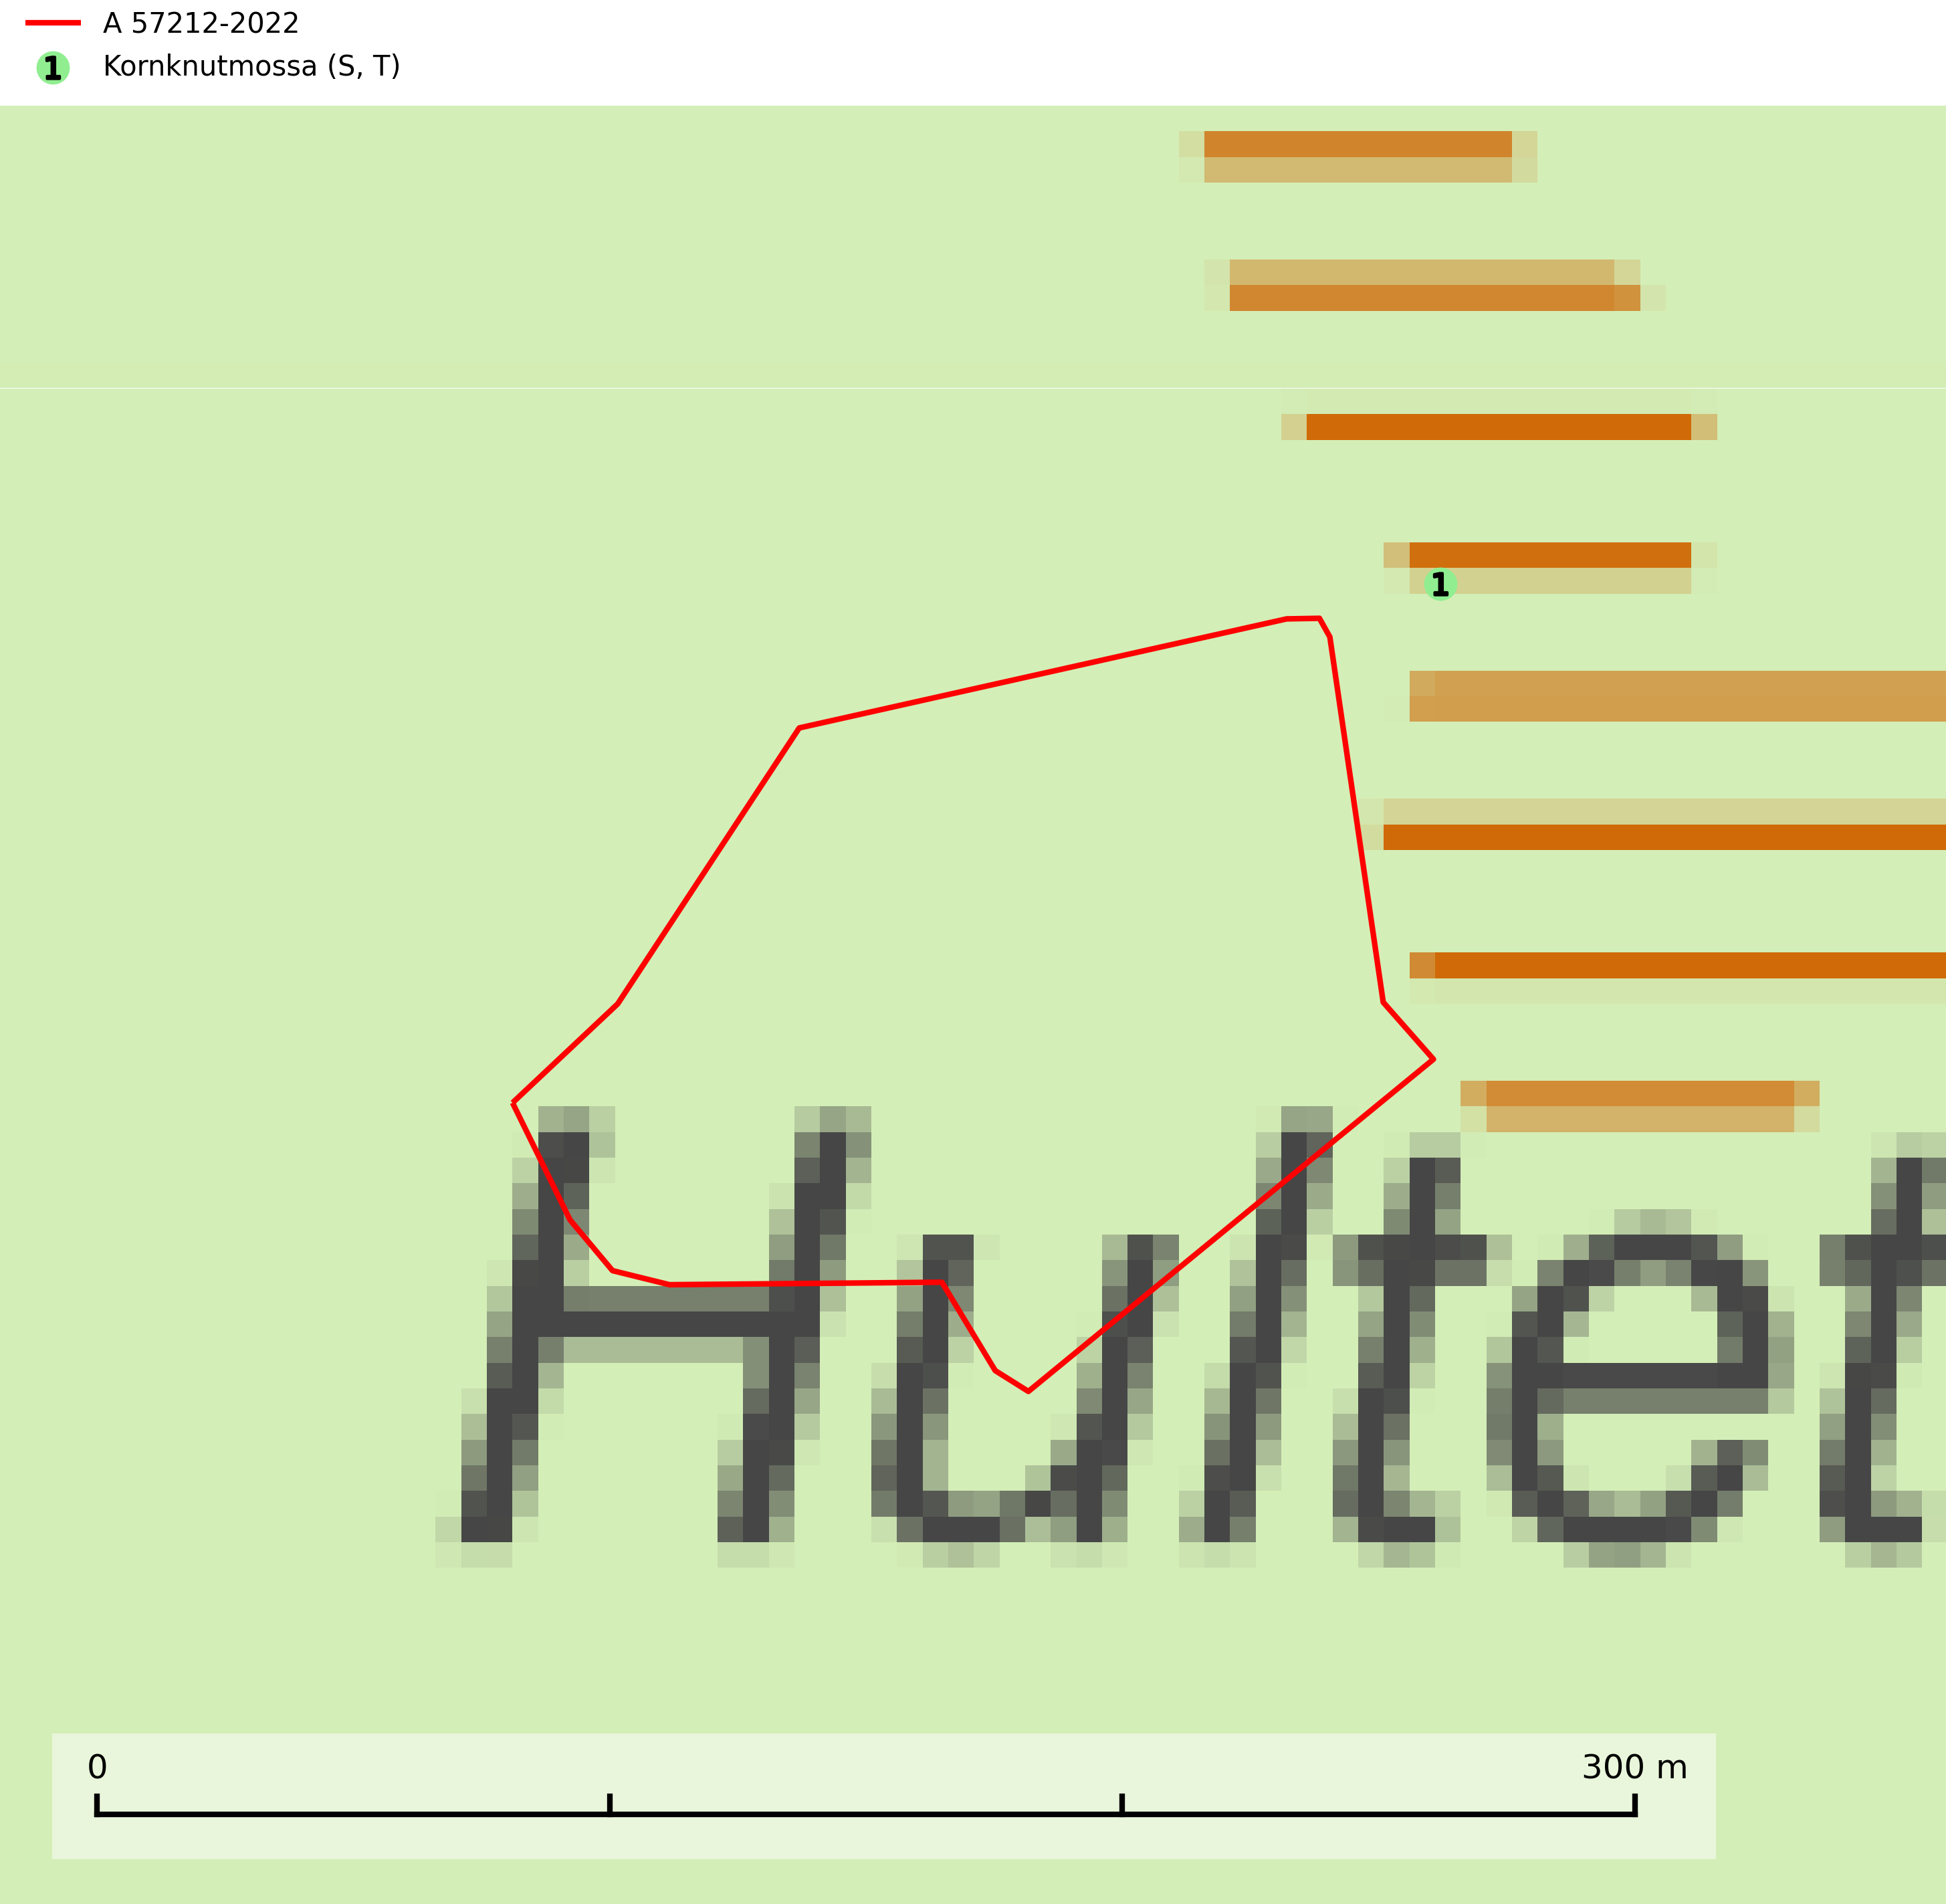 A 57212-2022
1 Kornknutmossa (S, T)
1
Hultet
0 300 m